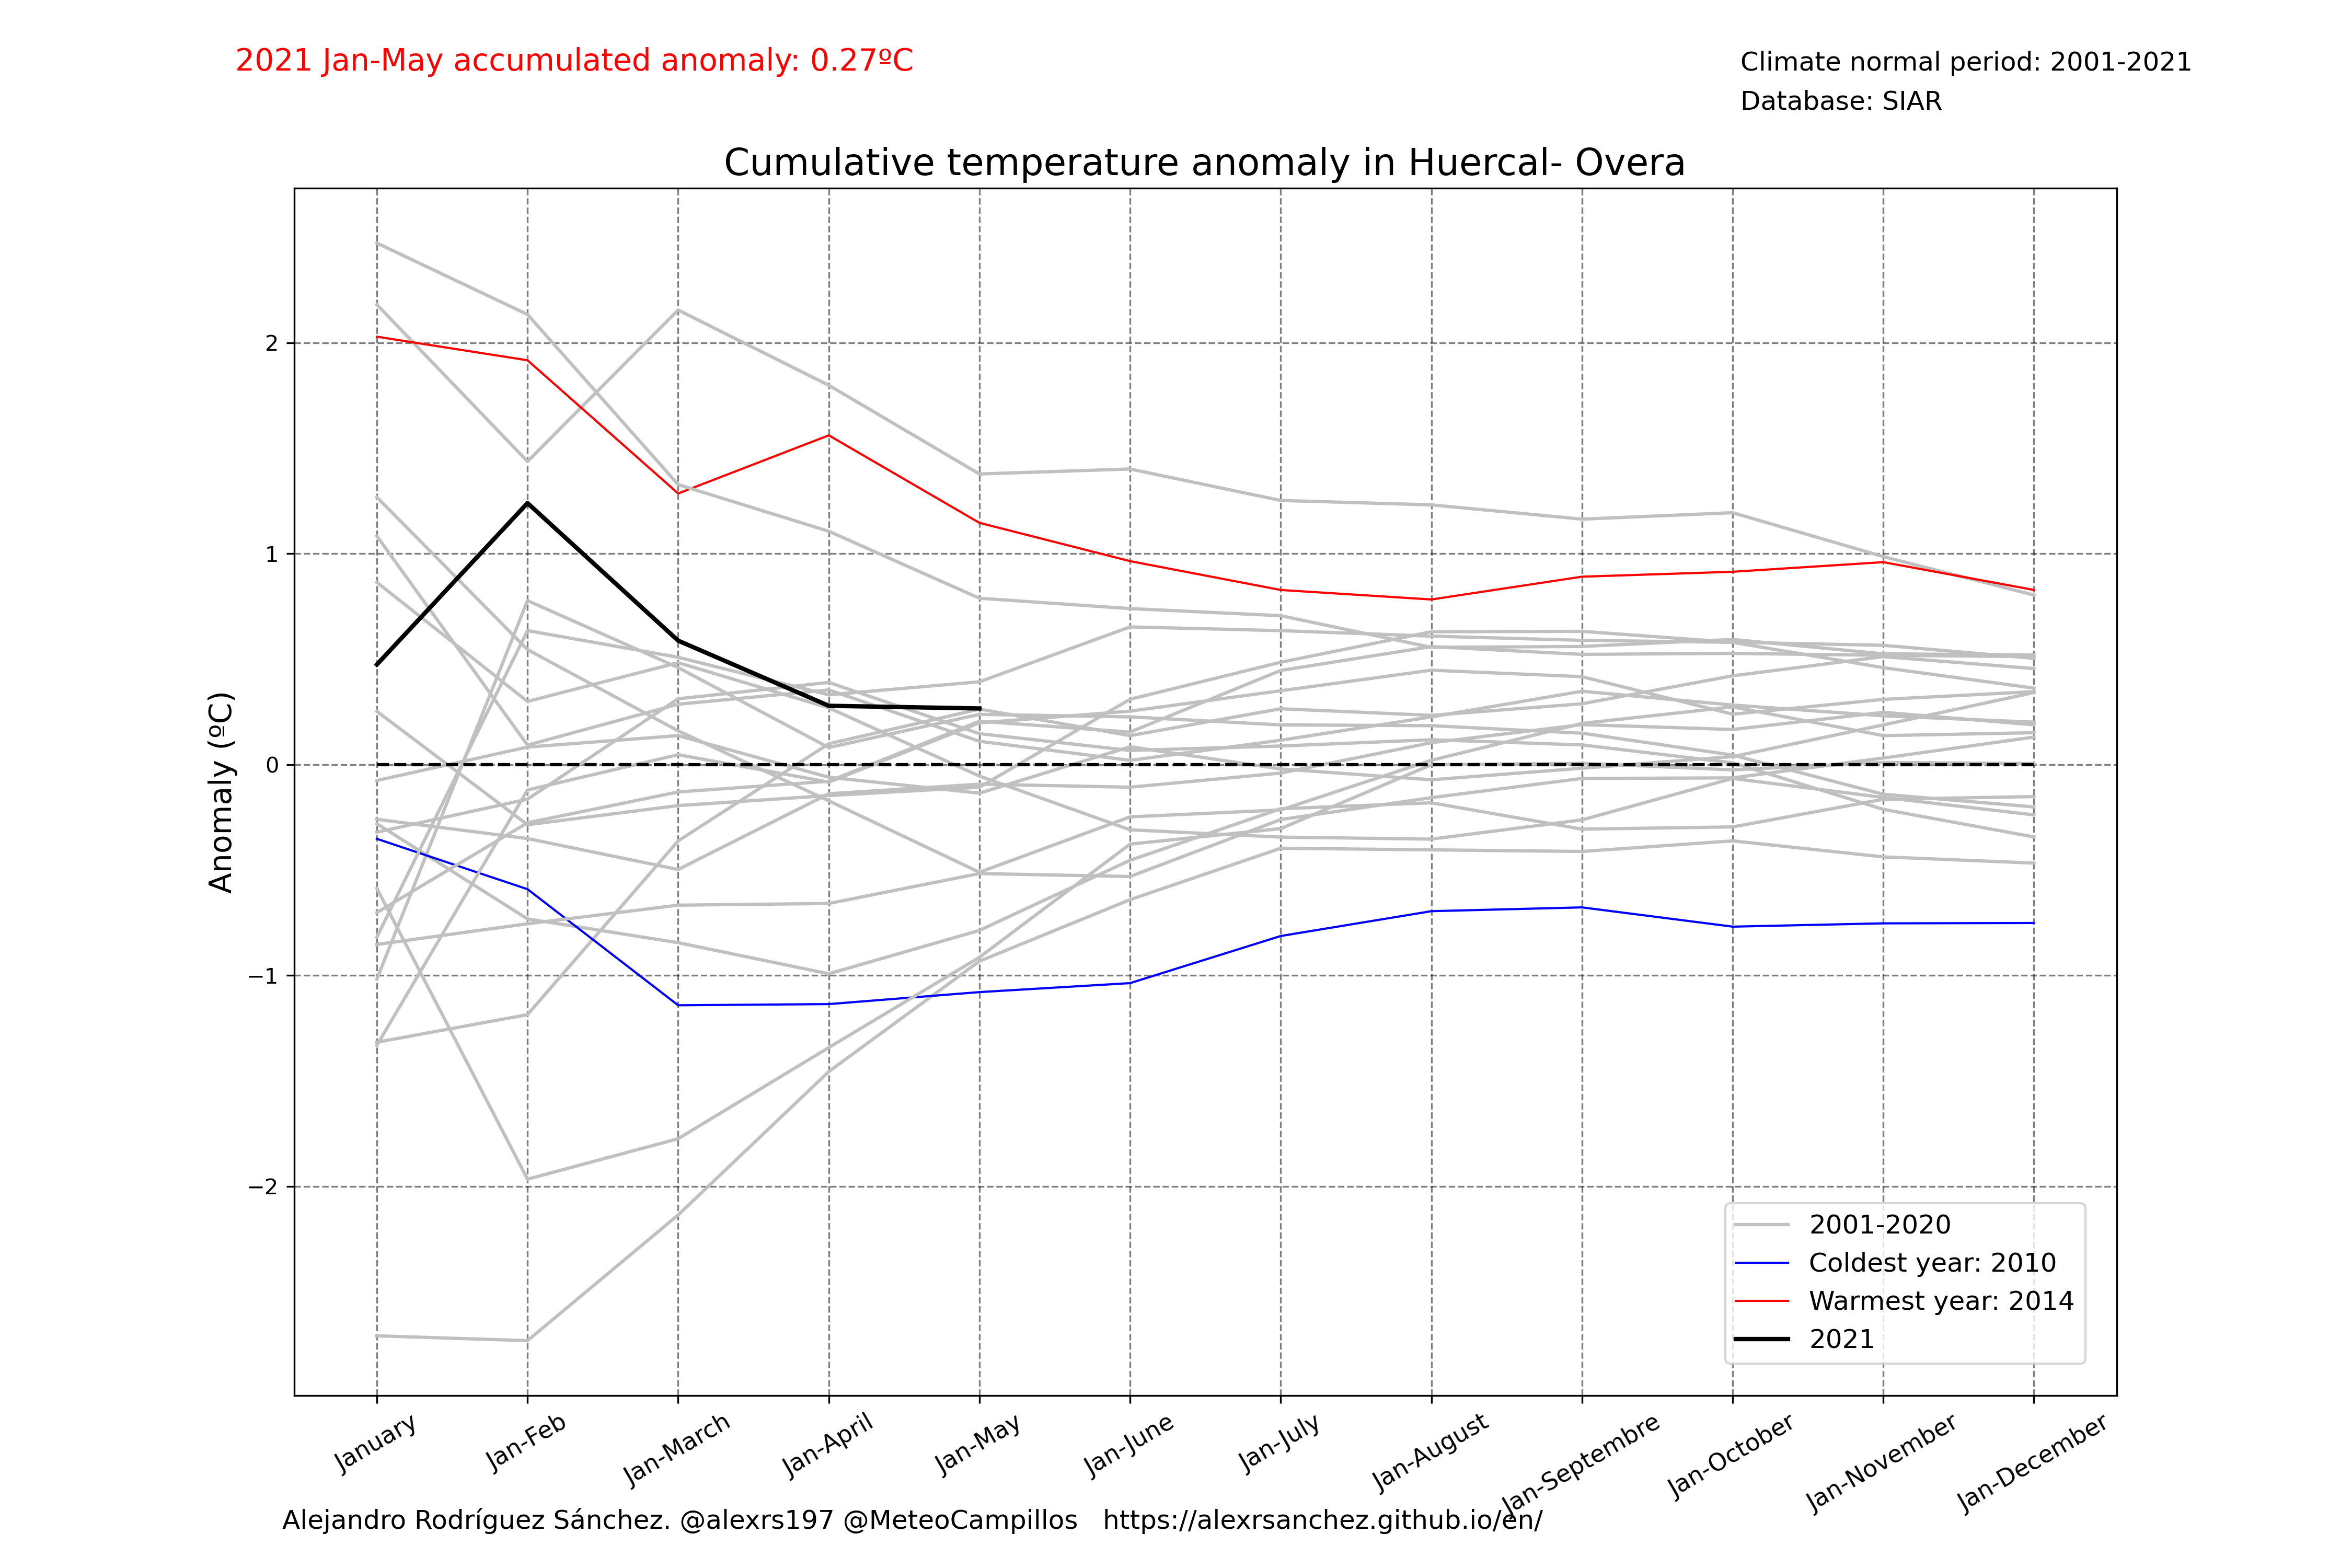 2021 Jan-May accumulated anomaly: 0.27ºC
Climate normal period: 2001-2021
Database: SIAR
Cumulative temperature anomaly in Huercal- Overa
Anomaly (ºC)
2
1
0
−1
−2
2001-2020
Coldest year: 2010
Warmest year: 2014
2021
January
Jan-Feb
Jan-March
Jan-April
Jan-May
Jan-June
Jan-July
Jan-August
Jan-Septembre
Jan-October
Jan-November
Jan-December
Alejandro Rodríguez Sánchez. @alexrs197 @MeteoCampillos https://alexrsanchez.github.io/en/